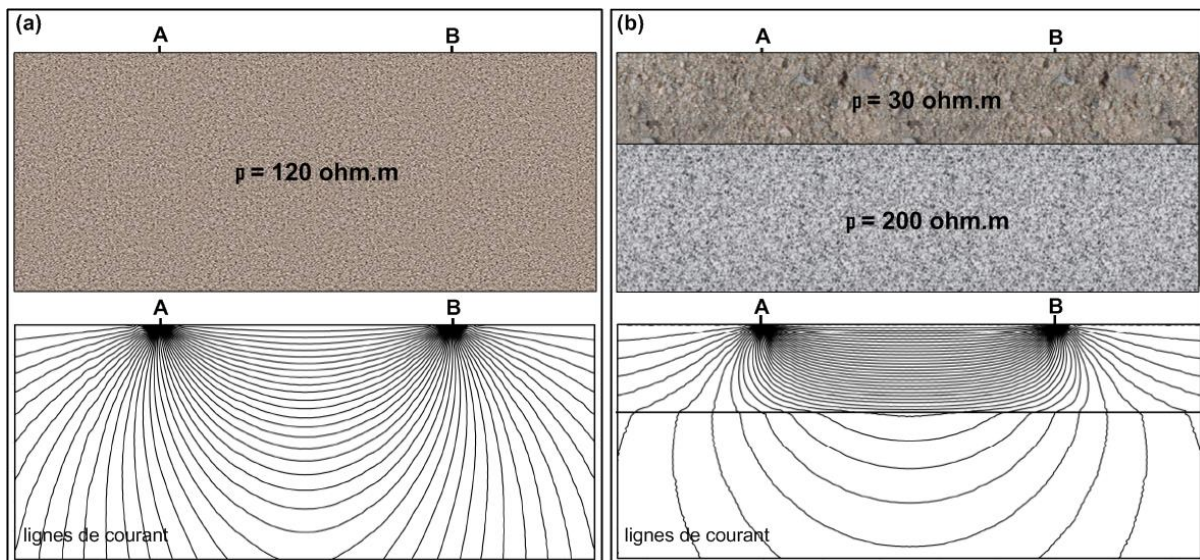 (a)
A B
ρ = 120 ohm.m
A B
lignes de courant
(b)
A B
ρ = 30 ohm.m
ρ = 200 ohm.m
A B
lignes de courant